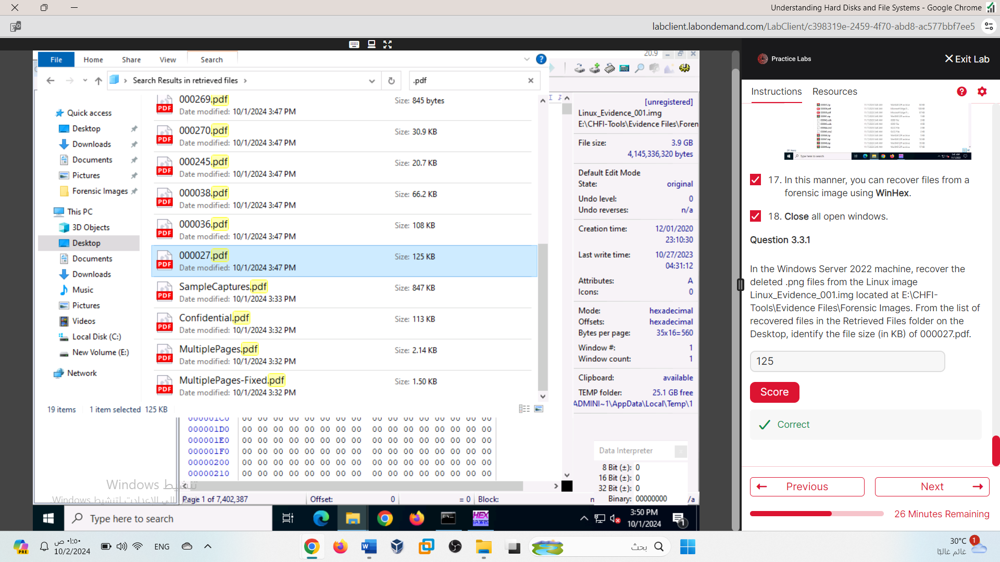 Understanding Hard Disks and File Systems - Google Chrome
labclient.labondemand.com/LabClient/c398319e-2459-4f70-abd8-ac577bbf7ee5
File
Home
Share
View
Search
Search Results in retrieved files
.pdf
Quick access
Desktop
Downloads
Documents
Pictures
Forensic Images
This PC
3D Objects
Desktop
Documents
Downloads
Music
Pictures
Videos
Local Disk (C:)
New Volume (E:)
Network
000269.pdf
Size: 845 bytes
Date modified: 10/1/2024 3:47 PM
000270.pdf
Size: 30.9 KB
Date modified: 10/1/2024 3:47 PM
000245.pdf
Size: 20.7 KB
Date modified: 10/1/2024 3:47 PM
000038.pdf
Size: 66.2 KB
Date modified: 10/1/2024 3:47 PM
000036.pdf
Size: 108 KB
Date modified: 10/1/2024 3:47 PM
000027.pdf
Size: 125 KB
Date modified: 10/1/2024 3:47 PM
SampleCaptures.pdf
Size: 847 KB
Date modified: 10/1/2024 3:33 PM
Confidential.pdf
Size: 113 KB
Date modified: 10/1/2024 3:32 PM
MultiplePages.pdf
Size: 2.14 KB
Date modified: 10/1/2024 3:32 PM
MultiplePages-Fixed.pdf
Size: 1.50 KB
Date modified: 10/1/2024 3:32 PM
19 items 1 item selected 125 KB
20.9
[unregistered]
Linux_Evidence_001.img
E:\CHFI-Tools\Evidence Files\Foren
File size: 3.9 GB
4,145,336,320 bytes
Default Edit Mode
State: original
Undo level: 0
Undo reverses: n/a
Creation time: 12/01/2020
23:10:30
Last write time: 10/27/2023
04:31:12
Attributes: A
Icons: 0
Mode: hexadecimal
Offsets: hexadecimal
Bytes per page: 35x16=560
Window #: 1
Window count: 1
Clipboard: available
TEMP folder: 25.1 GB free
ADMINI~1\AppData\Local\Temp\1
000001C0 00 00 00 00 00 00 00 00 00 00 00 00 00 00 00 00
000001D0 00 00 00 00 00 00 00 00 00 00 00 00 00 00 00 00
000001E0 00 00 00 00 00 00 00 00 00 00 00 00 00 00 00 00
000001F0 00 00 00 00 00 00 00 00 00 00 00 00 00 00 00 00
00000200 00 00 00 00 00 00 00 00 00 00 00 00 00 00 00 00
00000210 00 00 00 00 00 00 00 00 00 00 00 00 00 00 00 00
Data Interpreter
8 Bit (±): 0
16 Bit (±): 0
32 Bit (±): 0
Binary: 00000000
تنشيط Windows
Page 1 of 7,402,387
Offset: 0
= 0
Block:
n
/a
Type here to search
3:50 PM
10/1/2024
1
Practice Labs
Exit Lab
Instructions
Resources
17. In this manner, you can recover files from a
forensic image using WinHex.
18. Close all open windows.
Question 3.3.1
In the Windows Server 2022 machine, recover the
deleted .png files from the Linux image
Linux_Evidence_001.img located at E:\CHFI-
Tools\Evidence Files\Forensic Images. From the list of
recovered files in the Retrieved Files folder on the
Desktop, identify the file size (in KB) of 000027.pdf.
125
Score
Correct
Previous
Next
26 Minutes Remaining
PRE
٠١:٥٠ ص
10/2/2024
ENG
بحث
30°C
غائم غالبًا
1